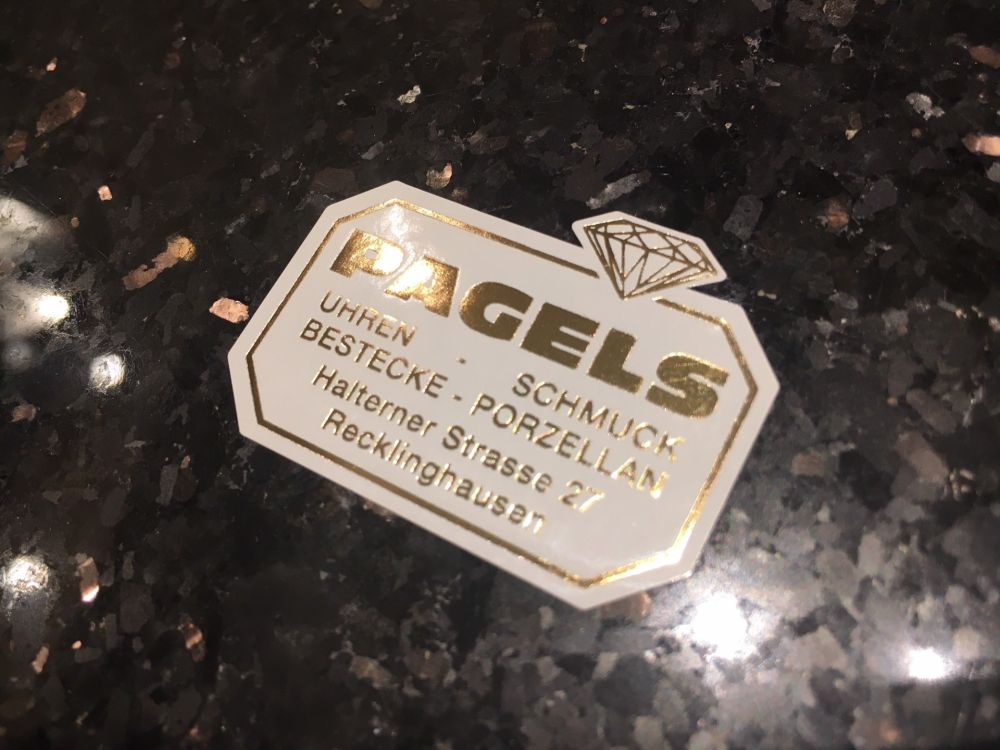 PAGELS
UHREN - SCHMUCK
BESTECKE - PORZELLAN
Halterner Strasse 27
Recklinghausen